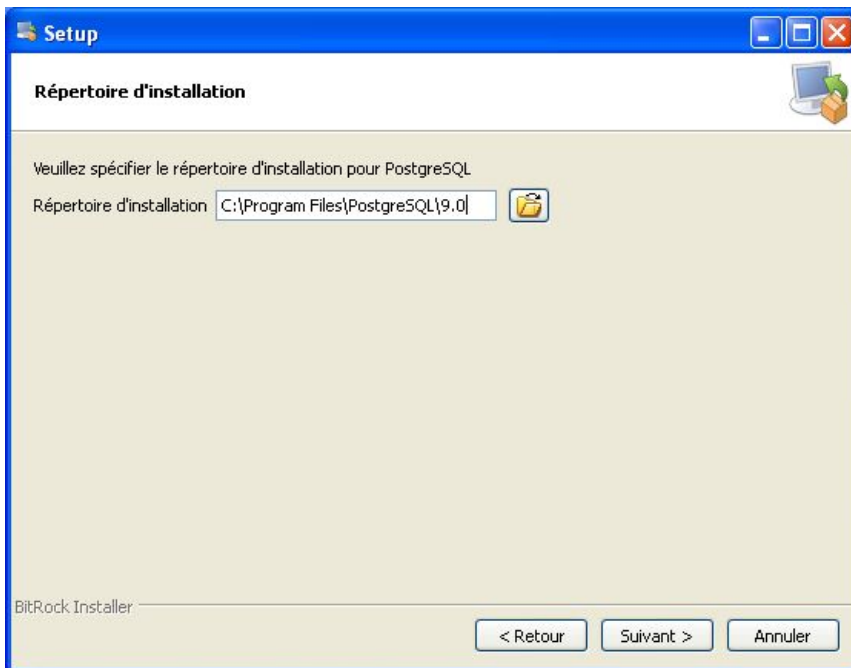 Setup
Répertoire d'installation
Veuillez spécifier le répertoire d'installation pour PostgreSQL
Répertoire d'installation C:\Program Files\PostgreSQL\9.0
BitRock Installer
< Retour Suivant > Annuler